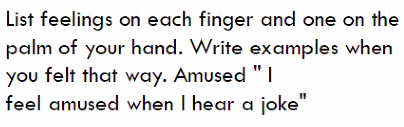 List feelings on each finger and one on the
palm of your hand. Write examples when
you felt that way. Amused " I
feel amused when I hear a joke"